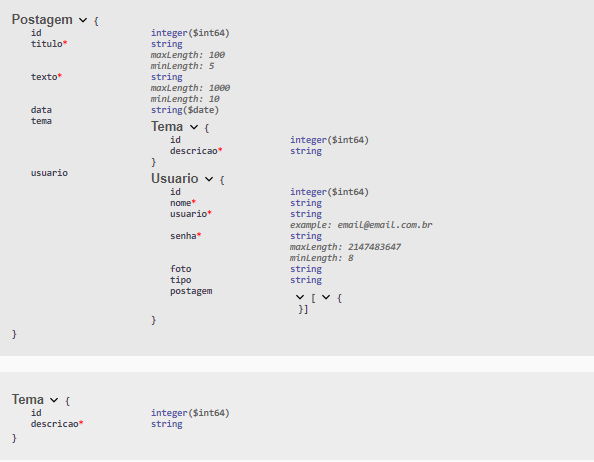 Postagem {
id integer($int64)
titulo* string
maxLength: 100
minLength: 5
texto* string
maxLength: 1000
minLength: 10
data string($date)
tema Tema {
id integer($int64)
descricao* string
}
usuario Usuario {
id integer($int64)
nome* string
usuario* string
example: email@email.com.br
senha* string
maxLength: 2147483647
minLength: 8
foto string
tipo string
postagem [ {
}]
}
}
Tema {
id integer($int64)
descricao* string
}